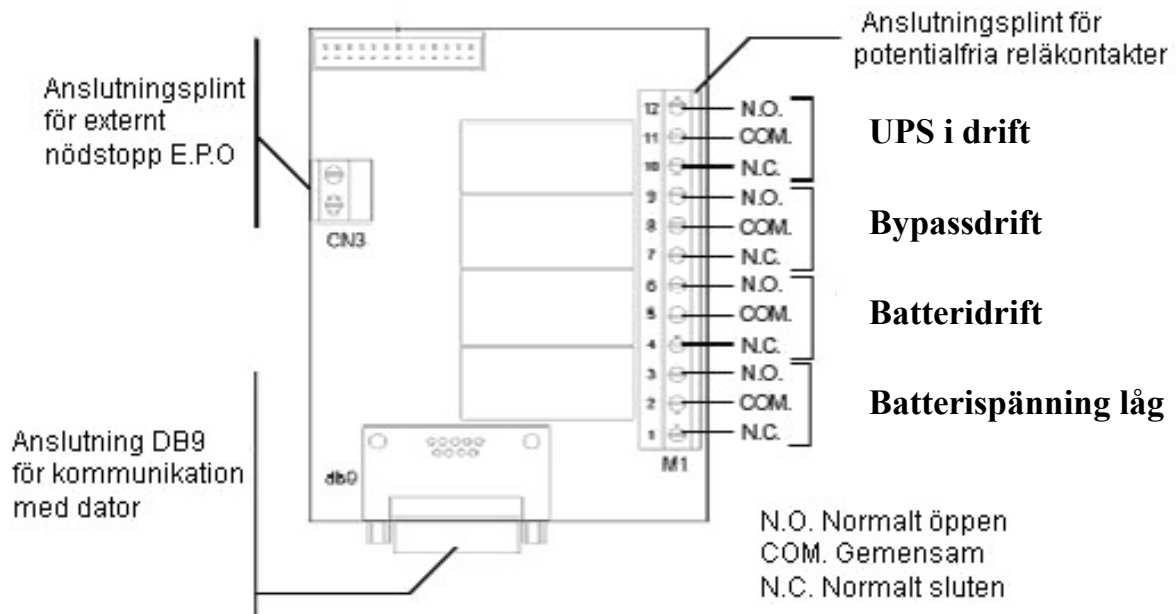 Anslutningsplint för
potentialfria reläkontakter
Anslutningsplint
för externt
nödstopp E.P.O
CN3
12 N.O.
11 COM.
10 N.C.
UPS i drift
9 N.O.
8 COM.
7 N.C.
Bypassdrift
6 N.O.
5 COM.
4 N.C.
Batteridrift
3 N.O.
2 COM.
1 N.C.
Batterispänning låg
M1
Anslutning DB9
för kommunikation
med dator
db9
N.O. Normalt öppen
COM. Gemensam
N.C. Normalt sluten